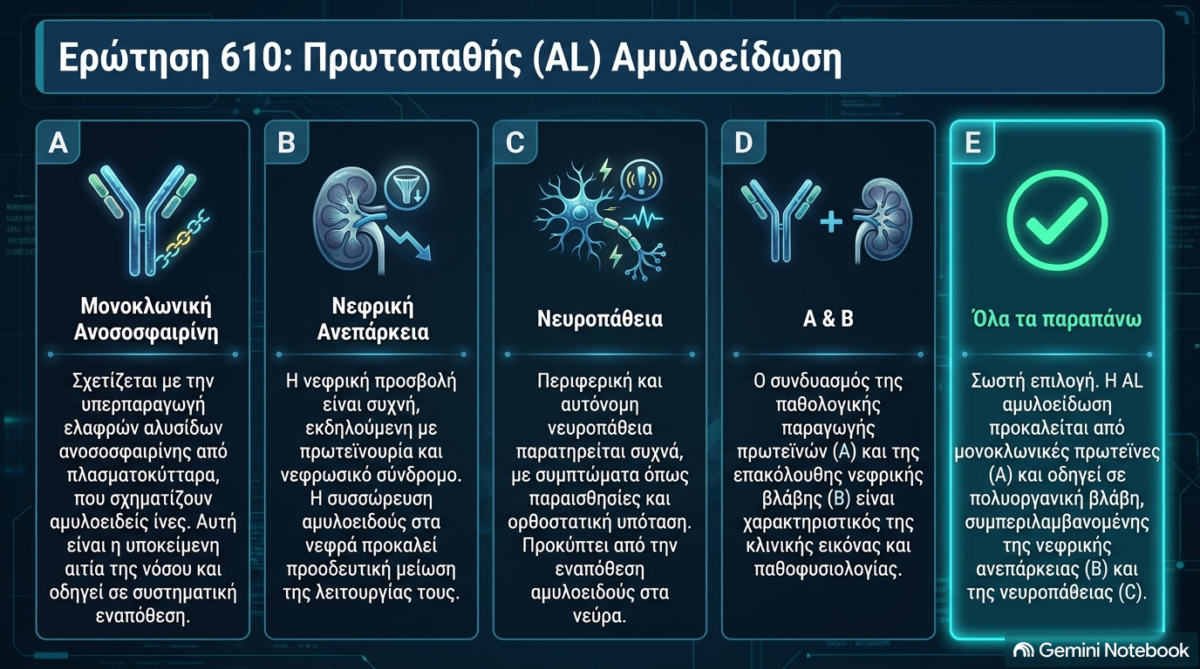 Ερώτηση 610: Πρωτοπαθής (AL) Αμυλοείδωση
A
Μονοκλωνική
Ανοσοσφαιρίνη
Σχετίζεται με την
υπερπαραγωγή
ελαφρών αλυσίδων
ανοσοσφαιρίνης από
πλασματοκύτταρα,
που σχηματίζουν
αμυλοειδείς ίνες. Αυτή
είναι η υποκείμενη
αιτία της νόσου και
οδηγεί σε συστηματική
εναπόθεση.
B
Νεφρική
Ανεπάρκεια
Η νεφρική προσβολή
είναι συχνή,
εκδηλούμενη με
πρωτεϊνουρία και
νεφρωσικό σύνδρομο.
Η συσσώρευση
αμυλοειδούς στα
νεφρά προκαλεί
προοδευτική μείωση
της λειτουργίας τους.
C
Νευροπάθεια
Περιφερική και
αυτόνομη
νευροπάθεια
παρατηρείται συχνά,
με συμπτώματα όπως
παραισθησίες και
ορθοστατική υπόταση.
Προκύπτει από την
εναπόθεση
αμυλοειδούς στα
νεύρα.
D
A & B
Ο συνδυασμός της
παθολογικής
παραγωγής
πρωτεϊνών (A) και της
επακόλουθης νεφρικής
βλάβης (B) είναι
χαρακτηριστικός της
κλινικής εικόνας και
παθοφυσιολογίας.
E
Όλα τα παραπάνω
Σωστή επιλογή. Η AL
αμυλοείδωση
προκαλείται από
μονοκλωνικές πρωτεΐνες
(A) και οδηγεί σε
πολυοργανική βλάβη,
συμπεριλαμβανομένης
της νεφρικής
ανεπάρκειας (B) και
της νευροπάθειας (C).
Gemini Notebook